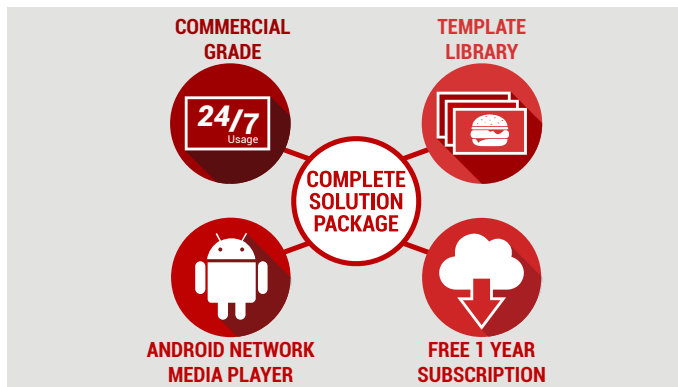 COMMERCIAL
GRADE
TEMPLATE
LIBRARY
24/7
Usage
COMPLETE
SOLUTION
PACKAGE
ANDROID NETWORK
MEDIA PLAYER
FREE 1 YEAR
SUBSCRIPTION